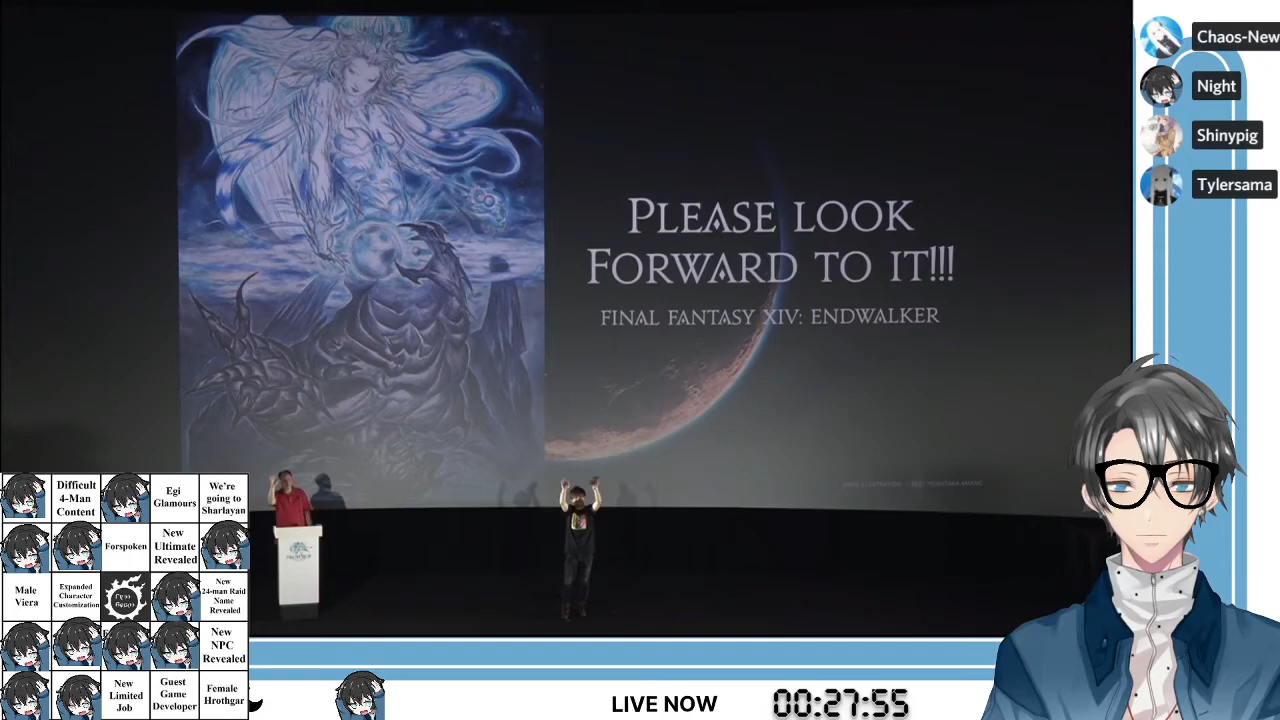 Chaos-New
Night
Shinypig
Tylersama
PLEASE LOOK
FORWARD TO IT!!!
FINAL FANTASY XIV: ENDWALKER
Difficult
4-Man
Content
Egi
Glamours
We're
going to
Sharlayan
Forspoken
New
Ultimate
Revealed
Male
Viera
Expanded
Character
Customization
New
24-man Raid
Name
Revealed
New
NPC
Revealed
New
Limited
Job
Guest
Game
Developer
Female
Hrothgar
LIVE NOW
00:27:55